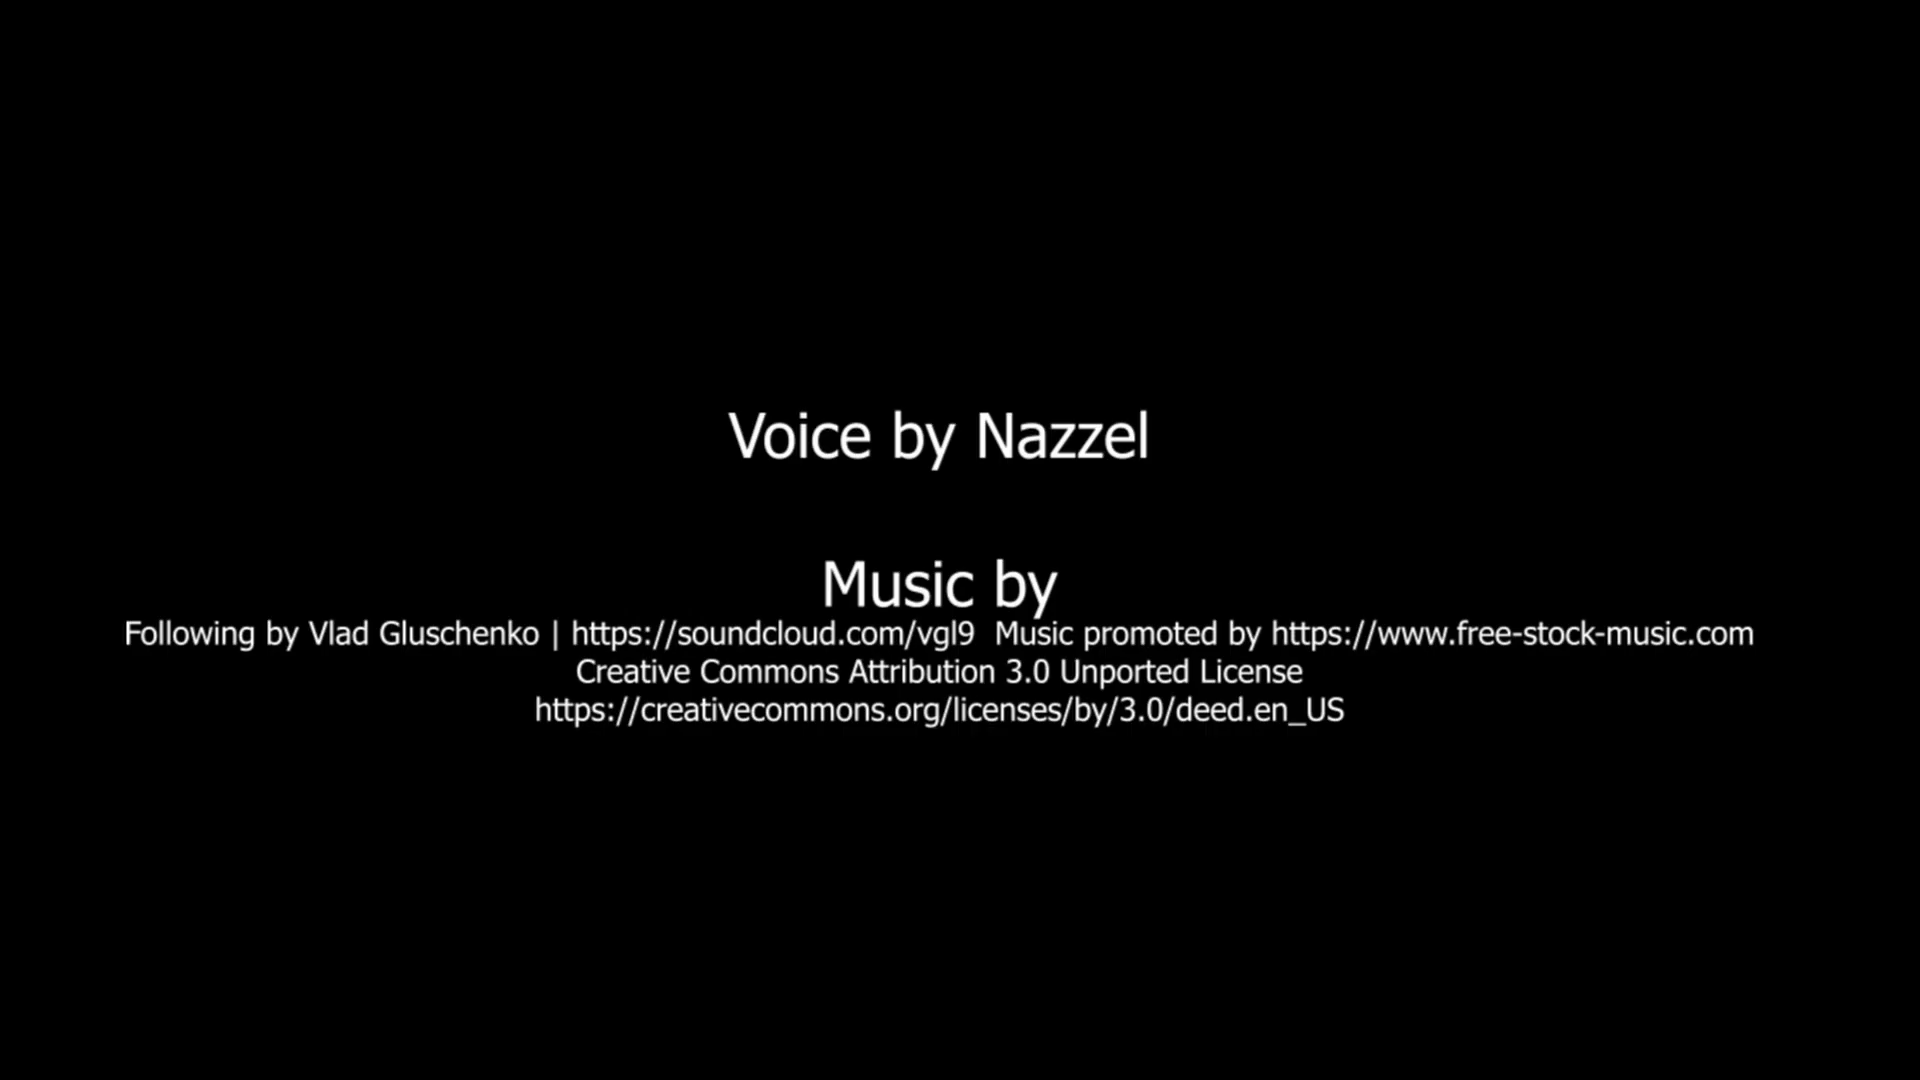 Voice by Nazzel
Music by
Following by Vlad Gluschenko | https://soundcloud.com/vgl9  Music promoted by https://www.free-stock-music.com
Creative Commons Attribution 3.0 Unported License
https://creativecommons.org/licenses/by/3.0/deed.en_US